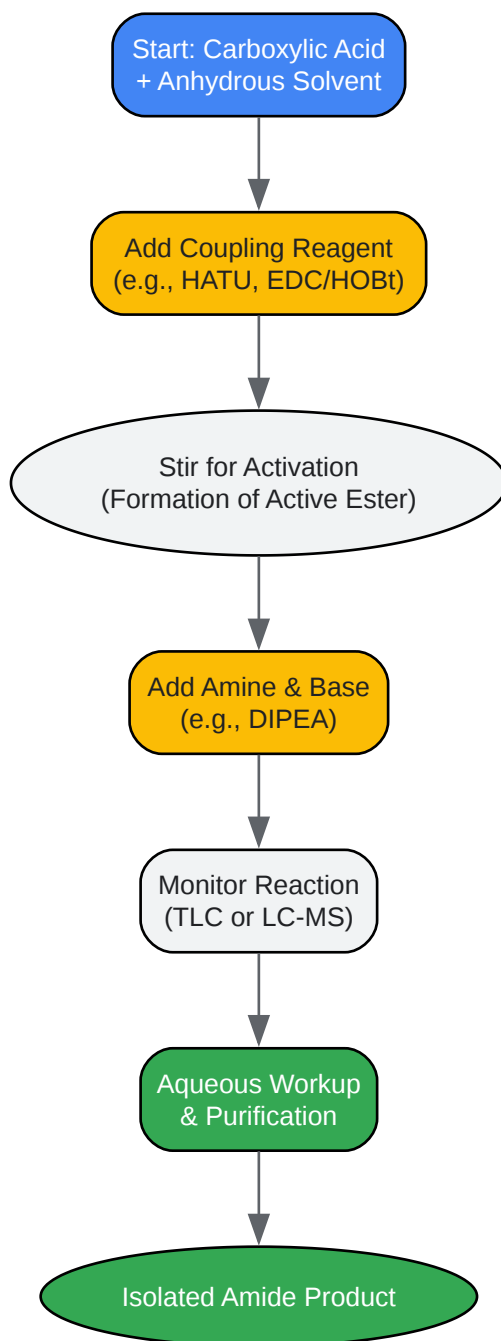 Start: Carboxylic Acid
+ Anhydrous Solvent
Add Coupling Reagent
(e.g., HATU, EDC/HOBt)
Stir for Activation
(Formation of Active Ester)
Add Amine & Base
(e.g., DIPEA)
Monitor Reaction
(TLC or LC-MS)
Aqueous Workup
& Purification
Isolated Amide Product